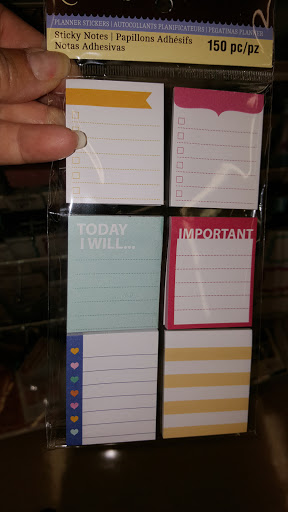 PLANNER STICKERS | AUTOCOLLANTS PLANIFICATEURS | PEGATINAS PLANNER
Sticky Notes | Papillons Adhésifs
Notas Adhesivas
150 pc/pz
TODAY
I WILL...
IMPORTANT